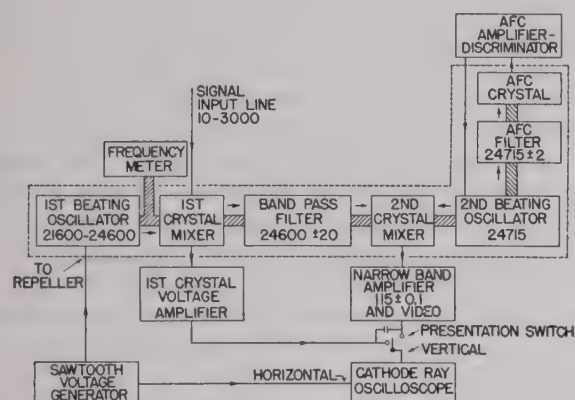 AFC
AMPLIFIER-
DISCRIMINATOR
SIGNAL
INPUT LINE
10-3000
AFC
CRYSTAL
AFC
FILTER
24715±2
FREQUENCY
METER
1ST BEATING
OSCILLATOR
21600-24600
1ST
CRYSTAL
MIXER
BAND PASS
FILTER
24600 ±20
2ND
CRYSTAL
MIXER
2ND BEATING
OSCILLATOR
24715
TO
REPELLER
1ST CRYSTAL
VOLTAGE
AMPLIFIER
NARROW BAND
AMPLIFIER
115±0.1
AND VIDEO
PRESENTATION SWITCH
VERTICAL
SAWTOOTH
VOLTAGE
GENERATOR
HORIZONTAL
CATHODE RAY
OSCILLOSCOPE